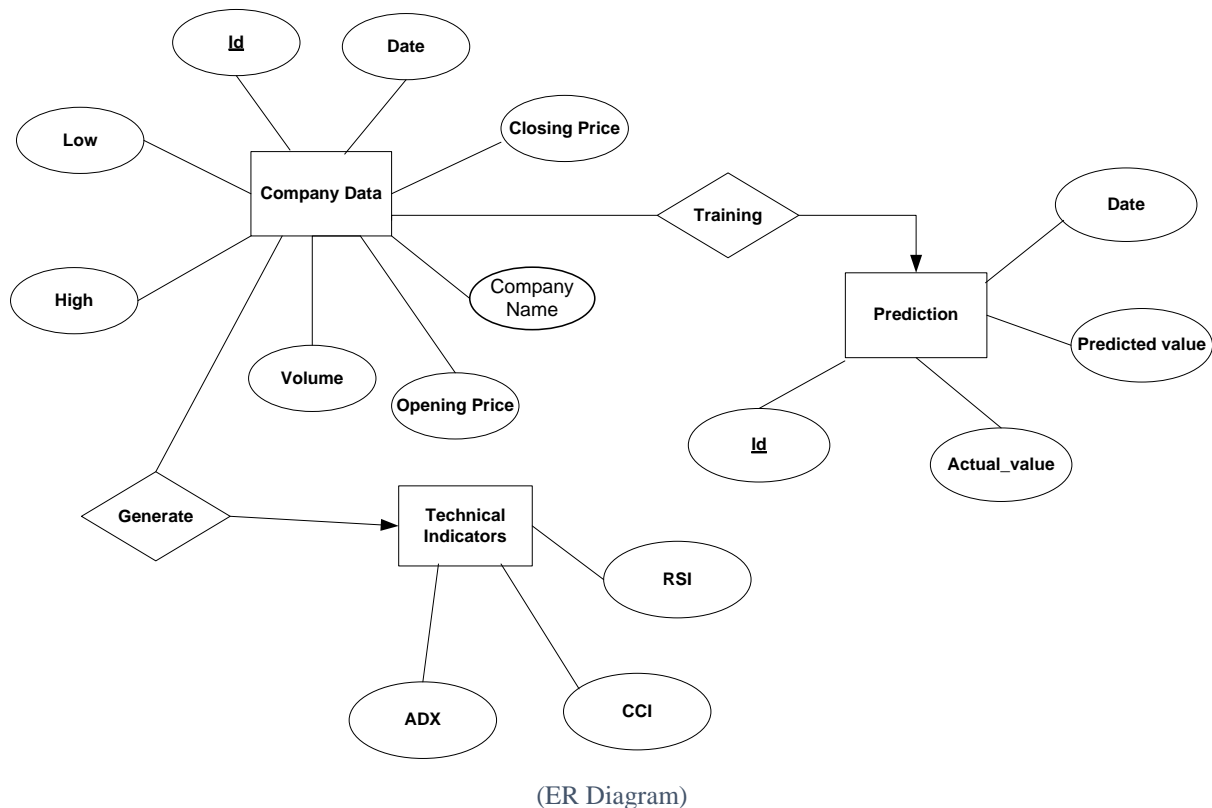 Id
Date
Low
Closing Price
Company Data
Date
Training
High
Company
Name
Prediction
Predicted value
Volume
Opening Price
Id
Actual_value
Generate
Technical
Indicators
RSI
ADX
CCI
(ER Diagram)